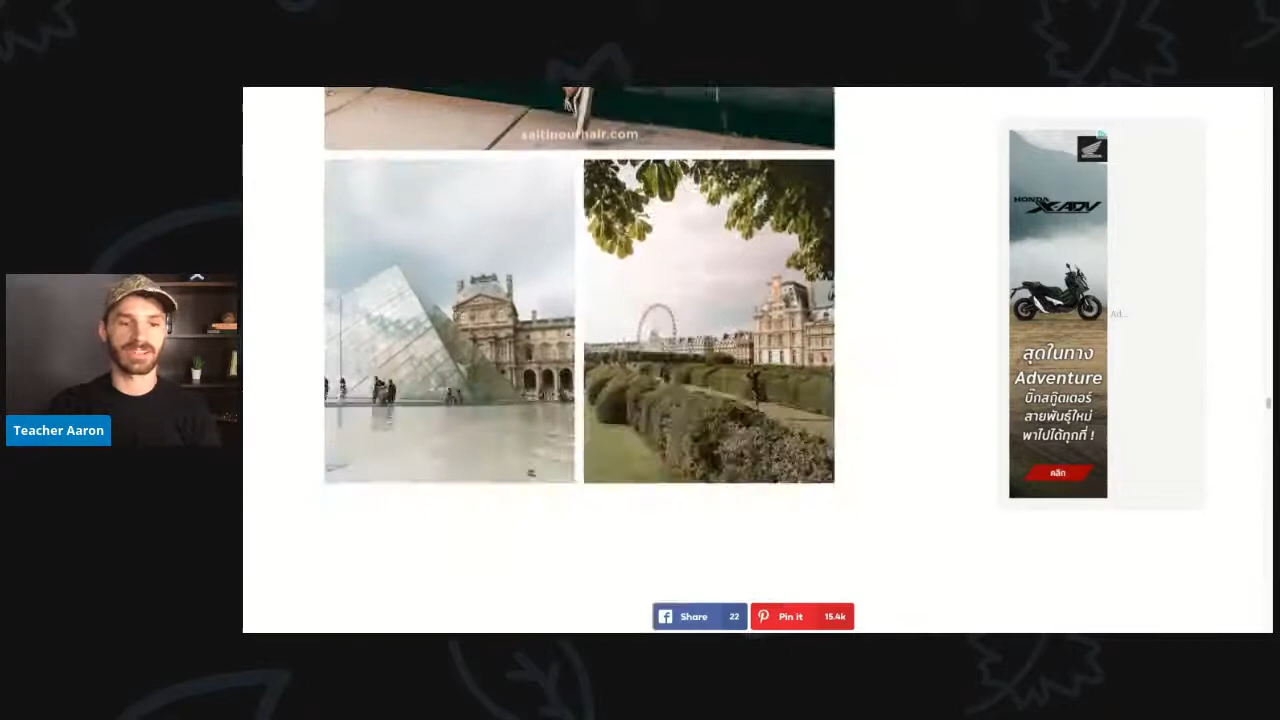 saltinourhair.com
HONDA
X-ADV
Ad...
สุดในทาง
Adventure
บิ๊กสกู๊ตเตอร์
สายพันธุ์ใหม่
พาไปได้ทุกที่ !
คลิก
Teacher Aaron
Share 22
Pin it 15.4k